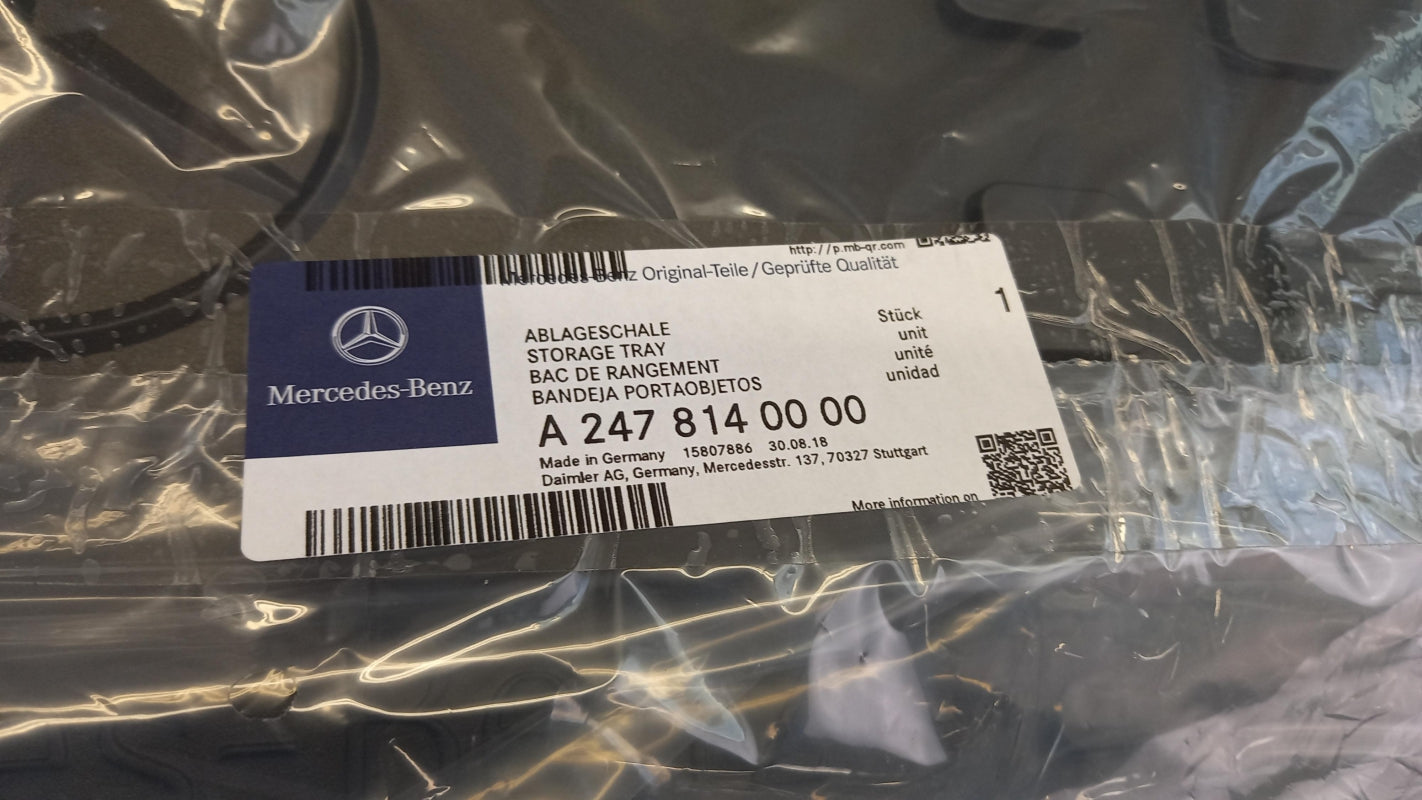 http://p.mb-qr.com
Mercedes-Benz Original-Teile / Geprüfte Qualität
1
Mercedes-Benz
ABLAGESCHALE Stück
STORAGE TRAY unit
BAC DE RANGEMENT unité
BANDEJA PORTAOBJETOS unidad
A 247 814 00 00
Made in Germany 15807886 30.08.18
Daimler AG, Germany, Mercedesstr. 137, 70327 Stuttgart
More information on